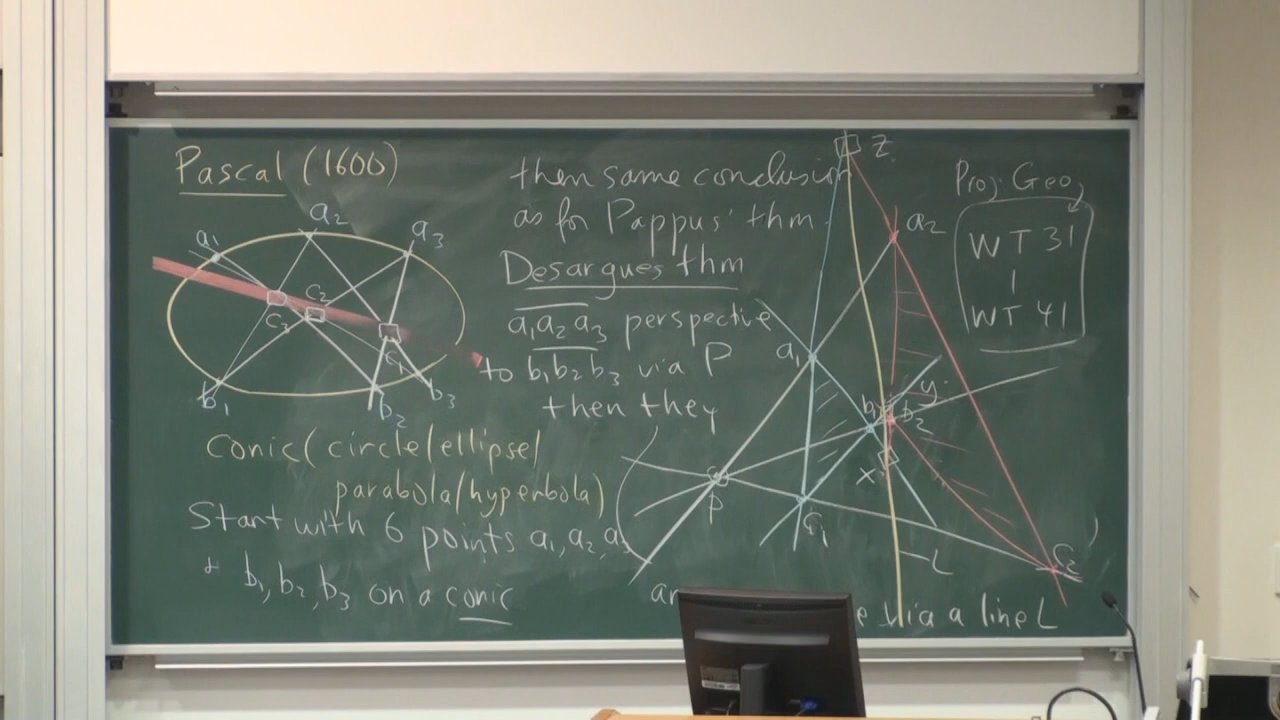 Pascal (1600)
a1
a2
a3
c2
c3
c1
b1
b2
b3
conic (circle/ellipse/
parabola/hyperbola)
Start with 6 points a1, a2, a3
+ b1, b2, b3 on a conic
then same conclusion
as for Pappus' thm.
Desargues thm
a1a2a3 perspective
to b1b2b3 via P
then they
ar
e via a line L
z
a2
a1
y
b1
b2
x
P
c1
L
c2
Proj. Geo
WT 31
|
WT 41